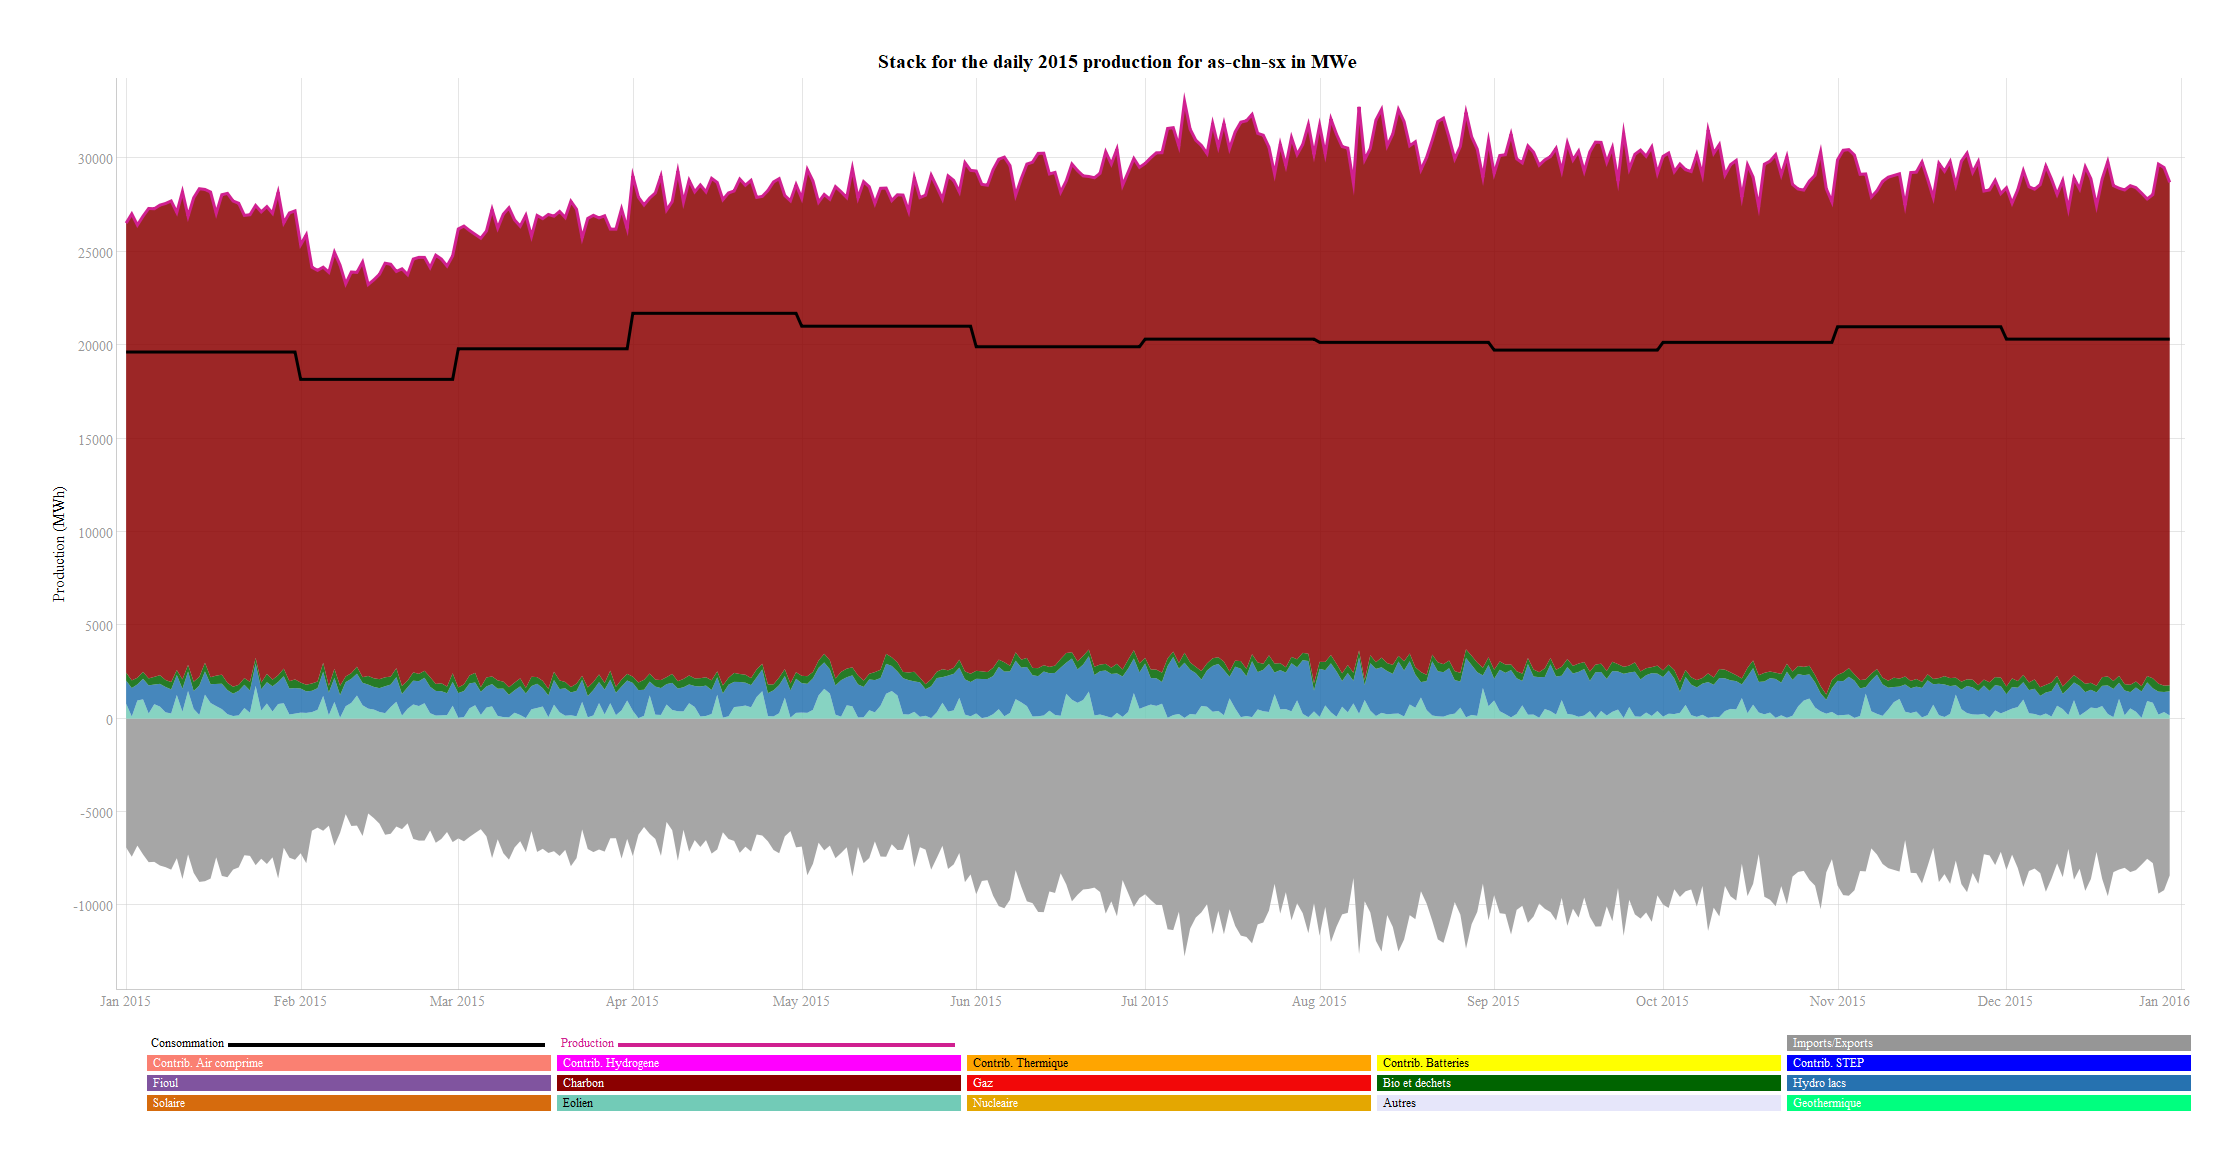 Stack for the daily 2015 production for as-chn-sx in MWe
Production (MWh)
30000
25000
20000
15000
10000
5000
0
-5000
-10000
Jan 2015 Feb 2015 Mar 2015 Apr 2015 May 2015 Jun 2015 Jul 2015 Aug 2015 Sep 2015 Oct 2015 Nov 2015 Dec 2015 Jan 2016
Consommation Production Imports/Exports
Contrib. Air comprime Contrib. Hydrogene Contrib. Thermique Contrib. Batteries Contrib. STEP
Fioul Charbon Gaz Bio et dechets Hydro lacs
Solaire Eolien Nucleaire Autres Geothermique